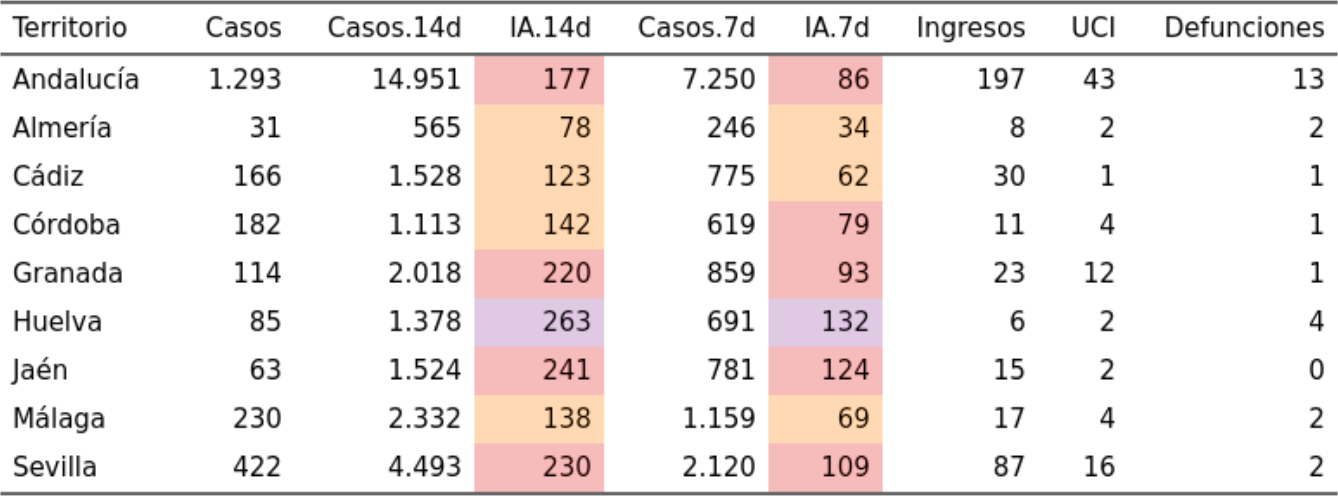 Territorio Casos Casos.14d IA.14d Casos.7d IA.7d Ingresos UCI Defunciones
Andalucía 1.293 14.951 177 7.250 86 197 43 13
Almería 31 565 78 246 34 8 2 2
Cádiz 166 1.528 123 775 62 30 1 1
Córdoba 182 1.113 142 619 79 11 4 1
Granada 114 2.018 220 859 93 23 12 1
Huelva 85 1.378 263 691 132 6 2 4
Jaén 63 1.524 241 781 124 15 2 0
Málaga 230 2.332 138 1.159 69 17 4 2
Sevilla 422 4.493 230 2.120 109 87 16 2